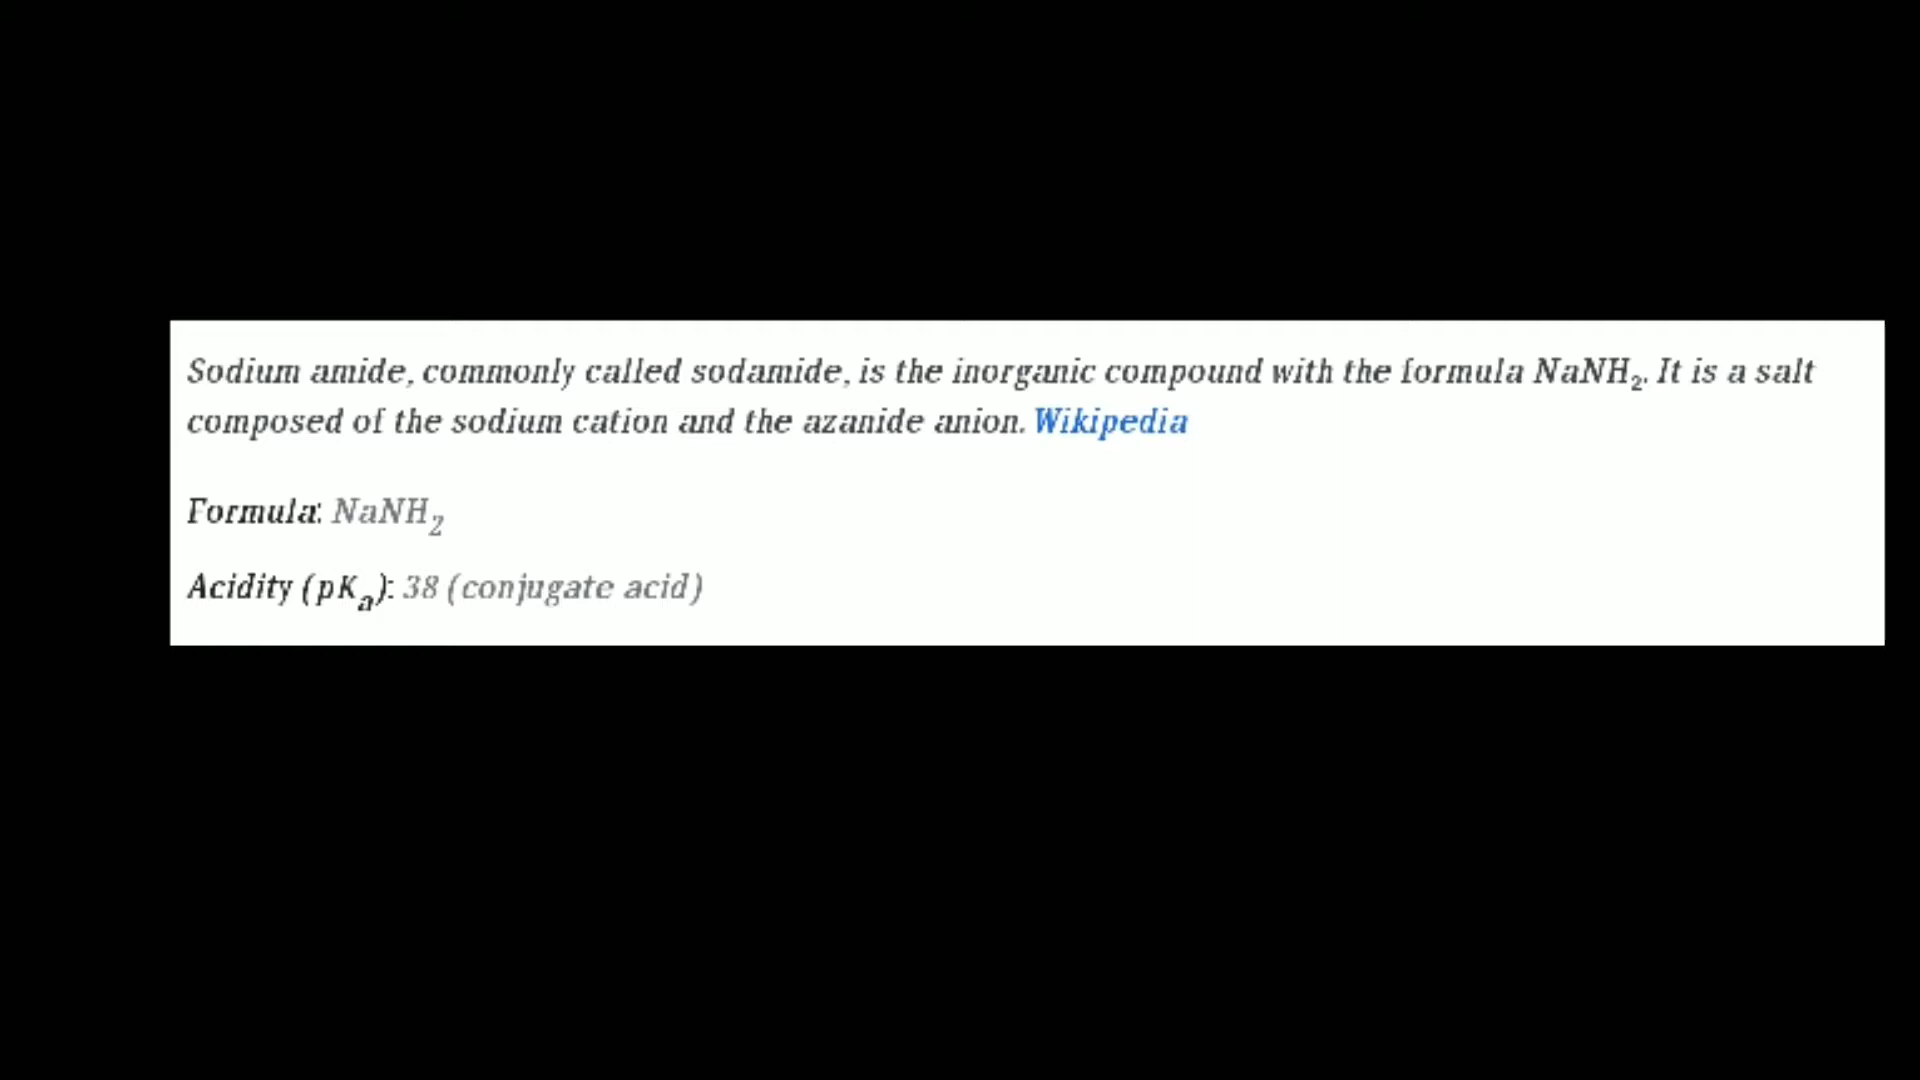 Sodium amide, commonly called sodamide, is the inorganic compound with the formula NaNH₂. It is a salt
composed of the sodium cation and the azanide anion. Wikipedia
Formula: NaNH₂
Acidity (pKₐ): 38 (conjugate acid)